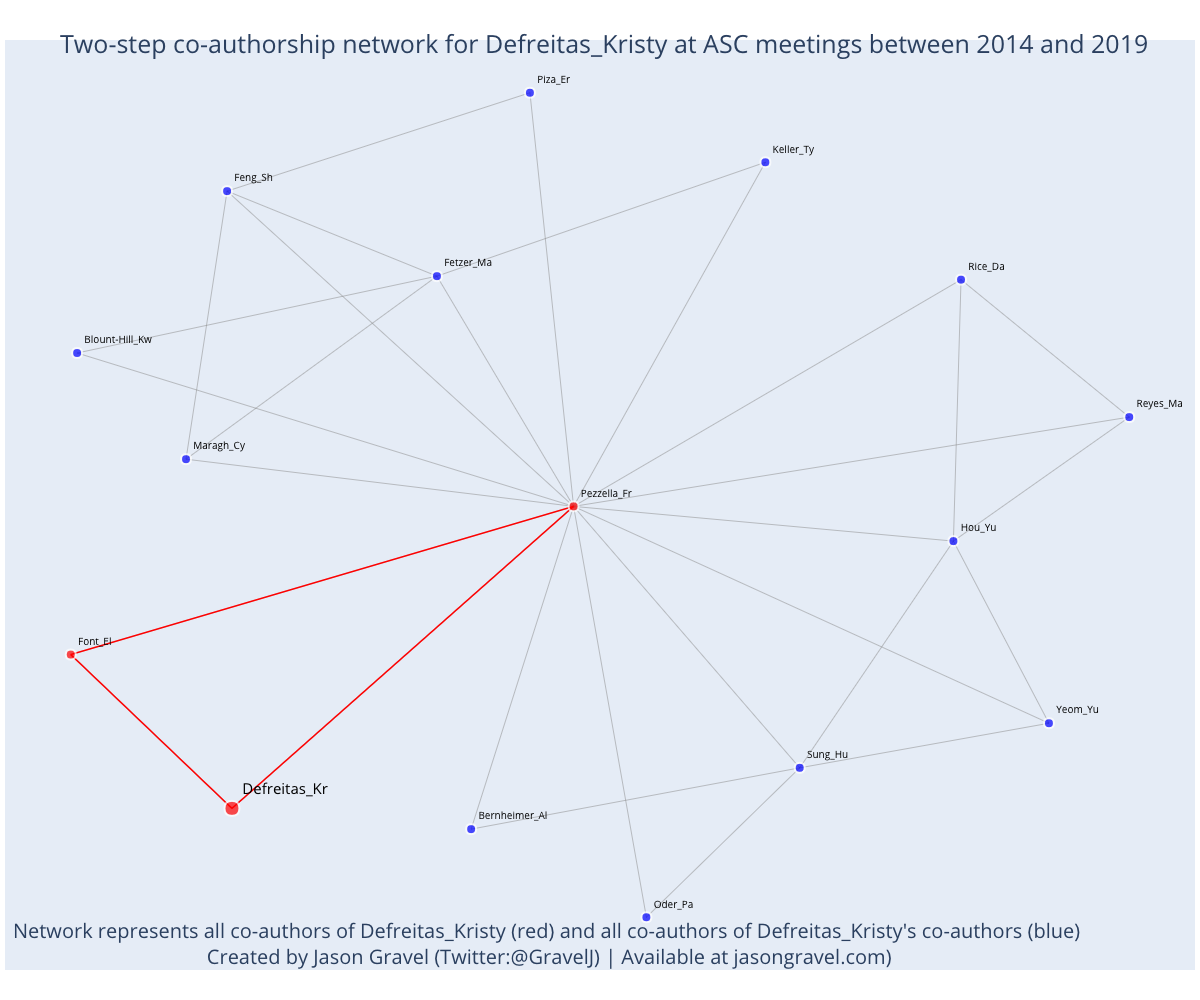 Two-step co-authorship network for Defreitas_Kristy at ASC meetings between 2014 and 2019
Piza_Er
Keller_Ty
Feng_Sh
Fetzer_Ma
Rice_Da
Blount-Hill_Kw
Reyes_Ma
Maragh_Cy
Pezzella_Fr
Hou_Yu
Font_El
Yeom_Yu
Sung_Hu
Defreitas_Kr
Bernheimer_Al
Oder_Pa
Network represents all co-authors of Defreitas_Kristy (red) and all co-authors of Defreitas_Kristy's co-authors (blue)
Created by Jason Gravel (Twitter:@GravelJ) | Available at jasongravel.com)